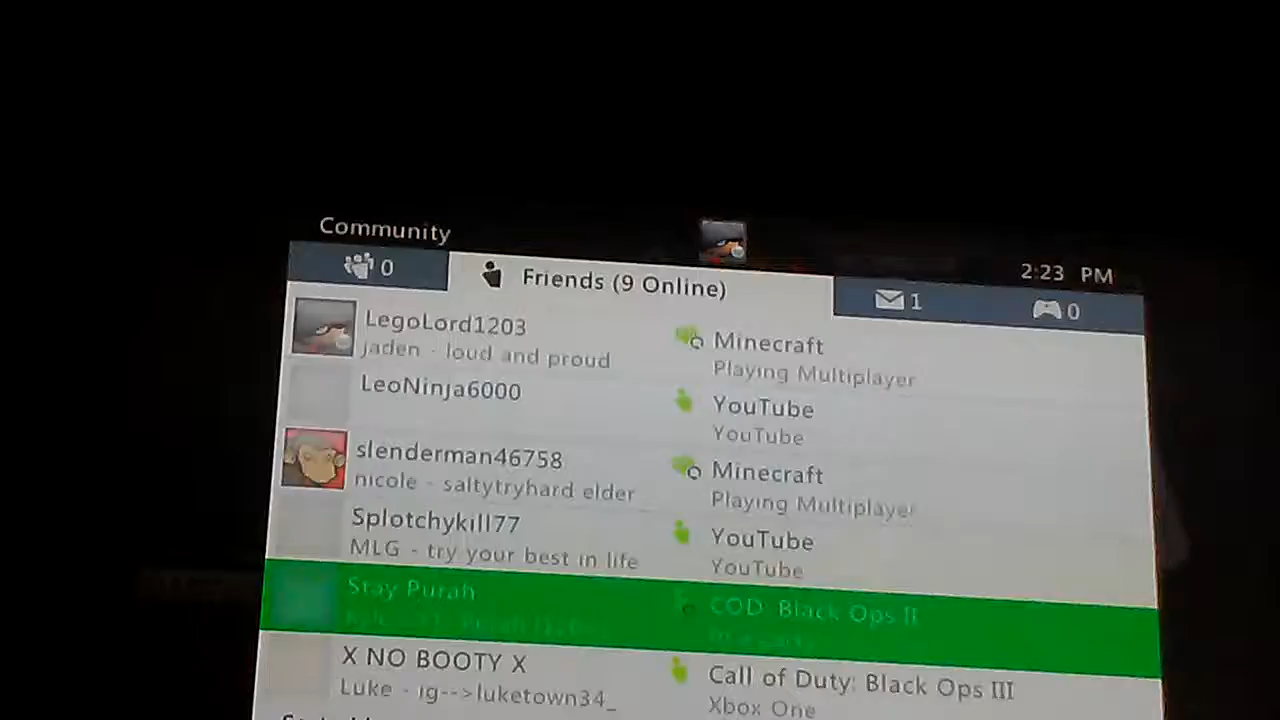 Community
2:23 PM
0
Friends (9 Online)
1
0
LegoLord1203
Minecraft
jaden - loud and proud
Playing Multiplayer
LeoNinja6000
YouTube
YouTube
slenderman46758
Minecraft
nicole - saltytryhard elder
Playing Multiplayer
Splotchykill77
YouTube
MLG - try your best in life
YouTube
Stay Purah
COD: Black Ops II
X NO BOOTY X
Call of Duty: Black Ops III
Luke - ig-->luketown34_
Xbox One